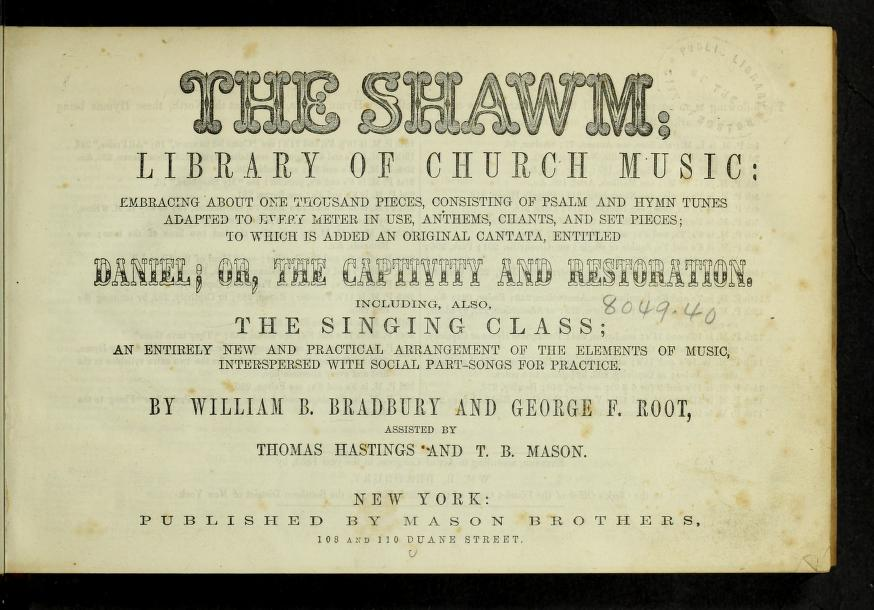 THE SHAWM;
LIBRARY OF CHURCH MUSIC:
EMBRACING ABOUT ONE THOUSAND PIECES, CONSISTING OF PSALM AND HYMN TUNES
ADAPTED TO EVERY METER IN USE, ANTHEMS, CHANTS, AND SET PIECES;
TO WHICH IS ADDED AN ORIGINAL CANTATA, ENTITLED
DANIEL; OR, THE CAPTIVITY AND RESTORATION.
INCLUDING, ALSO,
8049.40
THE SINGING CLASS;
AN ENTIRELY NEW AND PRACTICAL ARRANGEMENT OF THE ELEMENTS OF MUSIC,
INTERSPERSED WITH SOCIAL PART-SONGS FOR PRACTICE.
BY WILLIAM B. BRADBURY AND GEORGE F. ROOT,
ASSISTED BY
THOMAS HASTINGS AND T. B. MASON.
NEW YORK:
PUBLISHED BY MASON BROTHERS,
108 AND 110 DUANE STREET.